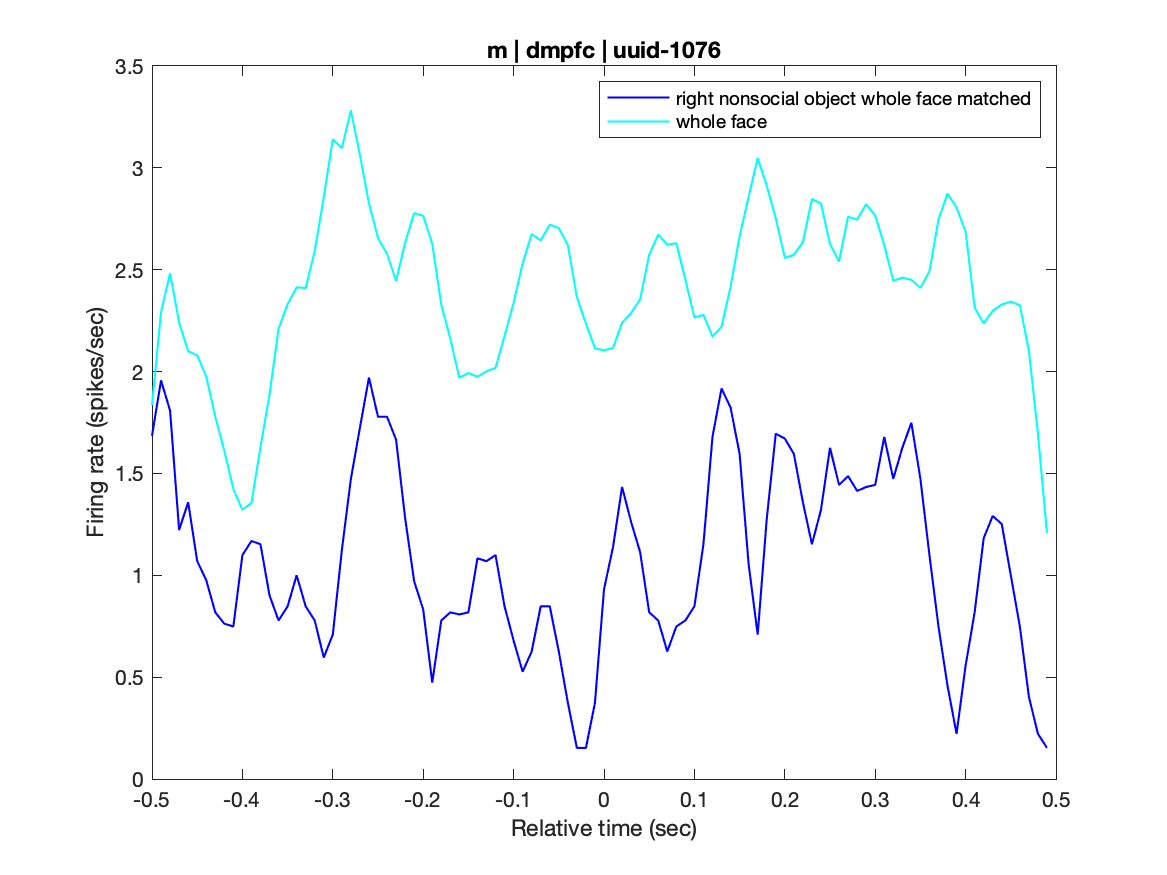 m | dmpfc | uuid-1076
right nonsocial object whole face matched
whole face
Firing rate (spikes/sec)
3.5
3
2.5
2
1.5
1
0.5
0
-0.5 -0.4 -0.3 -0.2 -0.1 0 0.1 0.2 0.3 0.4 0.5
Relative time (sec)